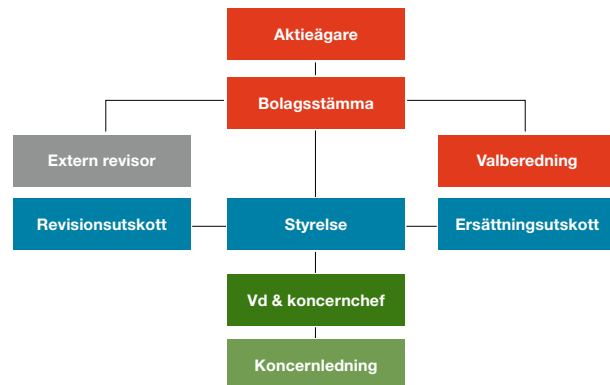 Aktieägare
Bolagsstämma
Extern revisor
Valberedning
Revisionsutskott
Styrelse
Ersättningsutskott
Vd & koncernchef
Koncernledning